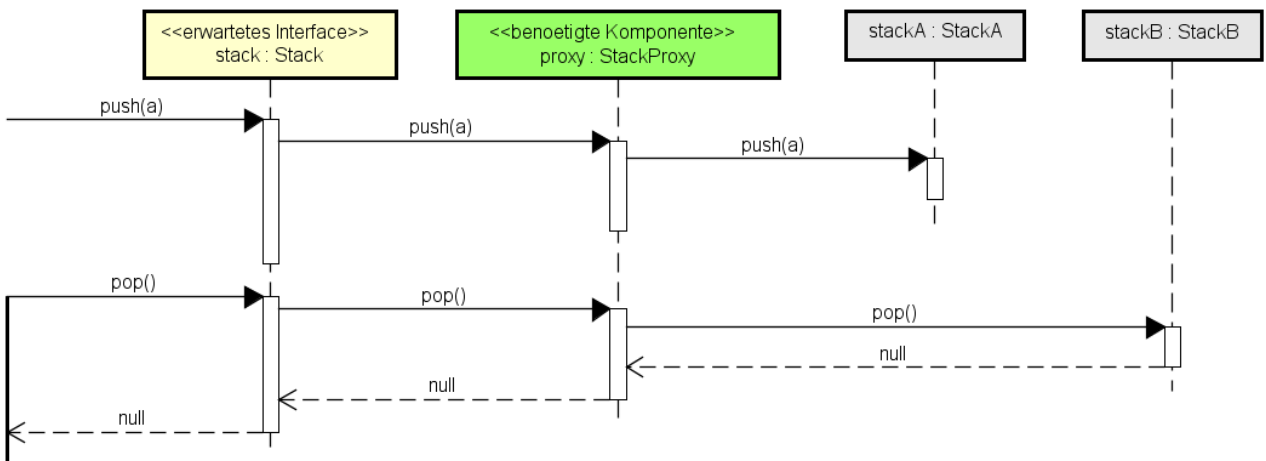 <<erwartetes Interface>>
stack : Stack
<<benoetigte Komponente>>
proxy : StackProxy
stackA : StackA
stackB : StackB
push(a)
push(a)
push(a)
pop()
pop()
pop()
null
null
null